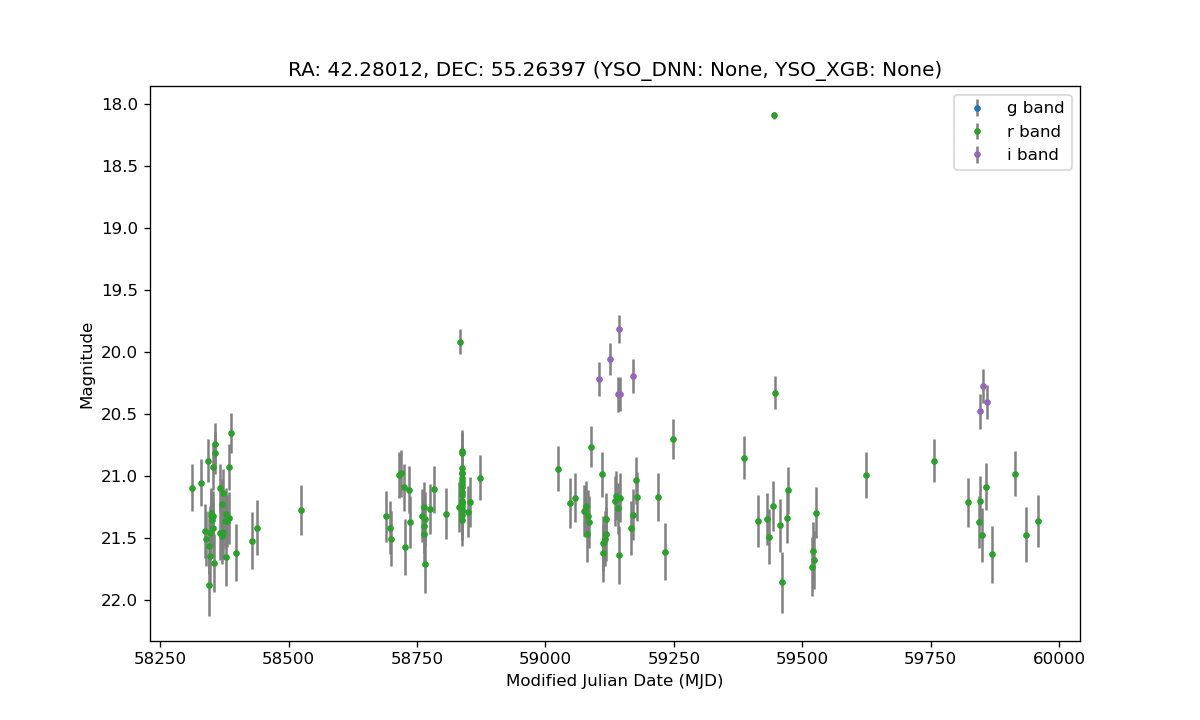 RA: 42.28012, DEC: 55.26397 (YSO_DNN: None, YSO_XGB: None)
18.0
18.5
19.0
19.5
20.0
20.5
21.0
21.5
22.0
Magnitude
g band
r band
i band
58250
58500
58750
59000
59250
59500
59750
60000
Modified Julian Date (MJD)